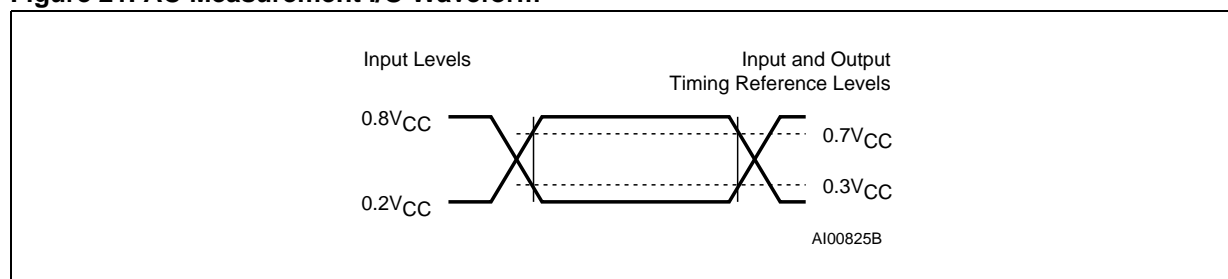 Input Levels
Input and Output
Timing Reference Levels
0.8VCC
0.7VCC
0.3VCC
0.2VCC
AI00825B